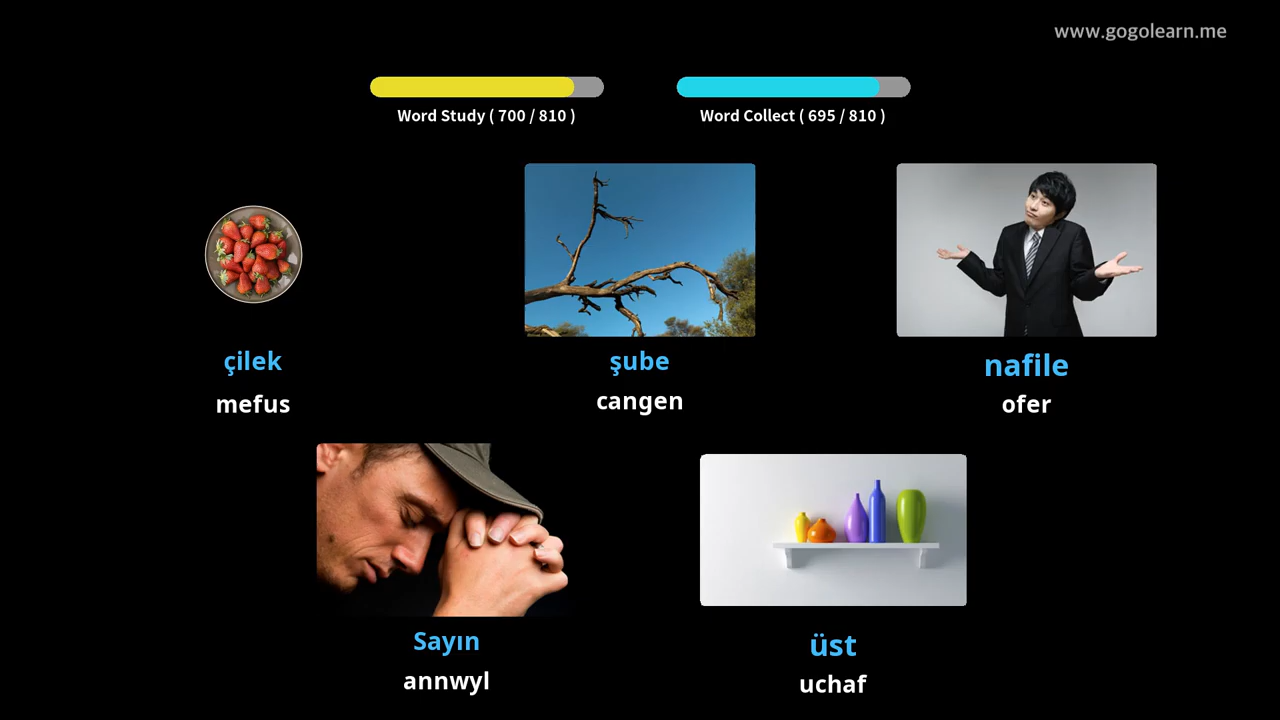 www.gogolearn.me
Word Study ( 700 / 810 )
Word Collect ( 695 / 810 )
çilek
mefus
şube
cangen
nafile
ofer
Sayın
annwyl
üst
uchaf